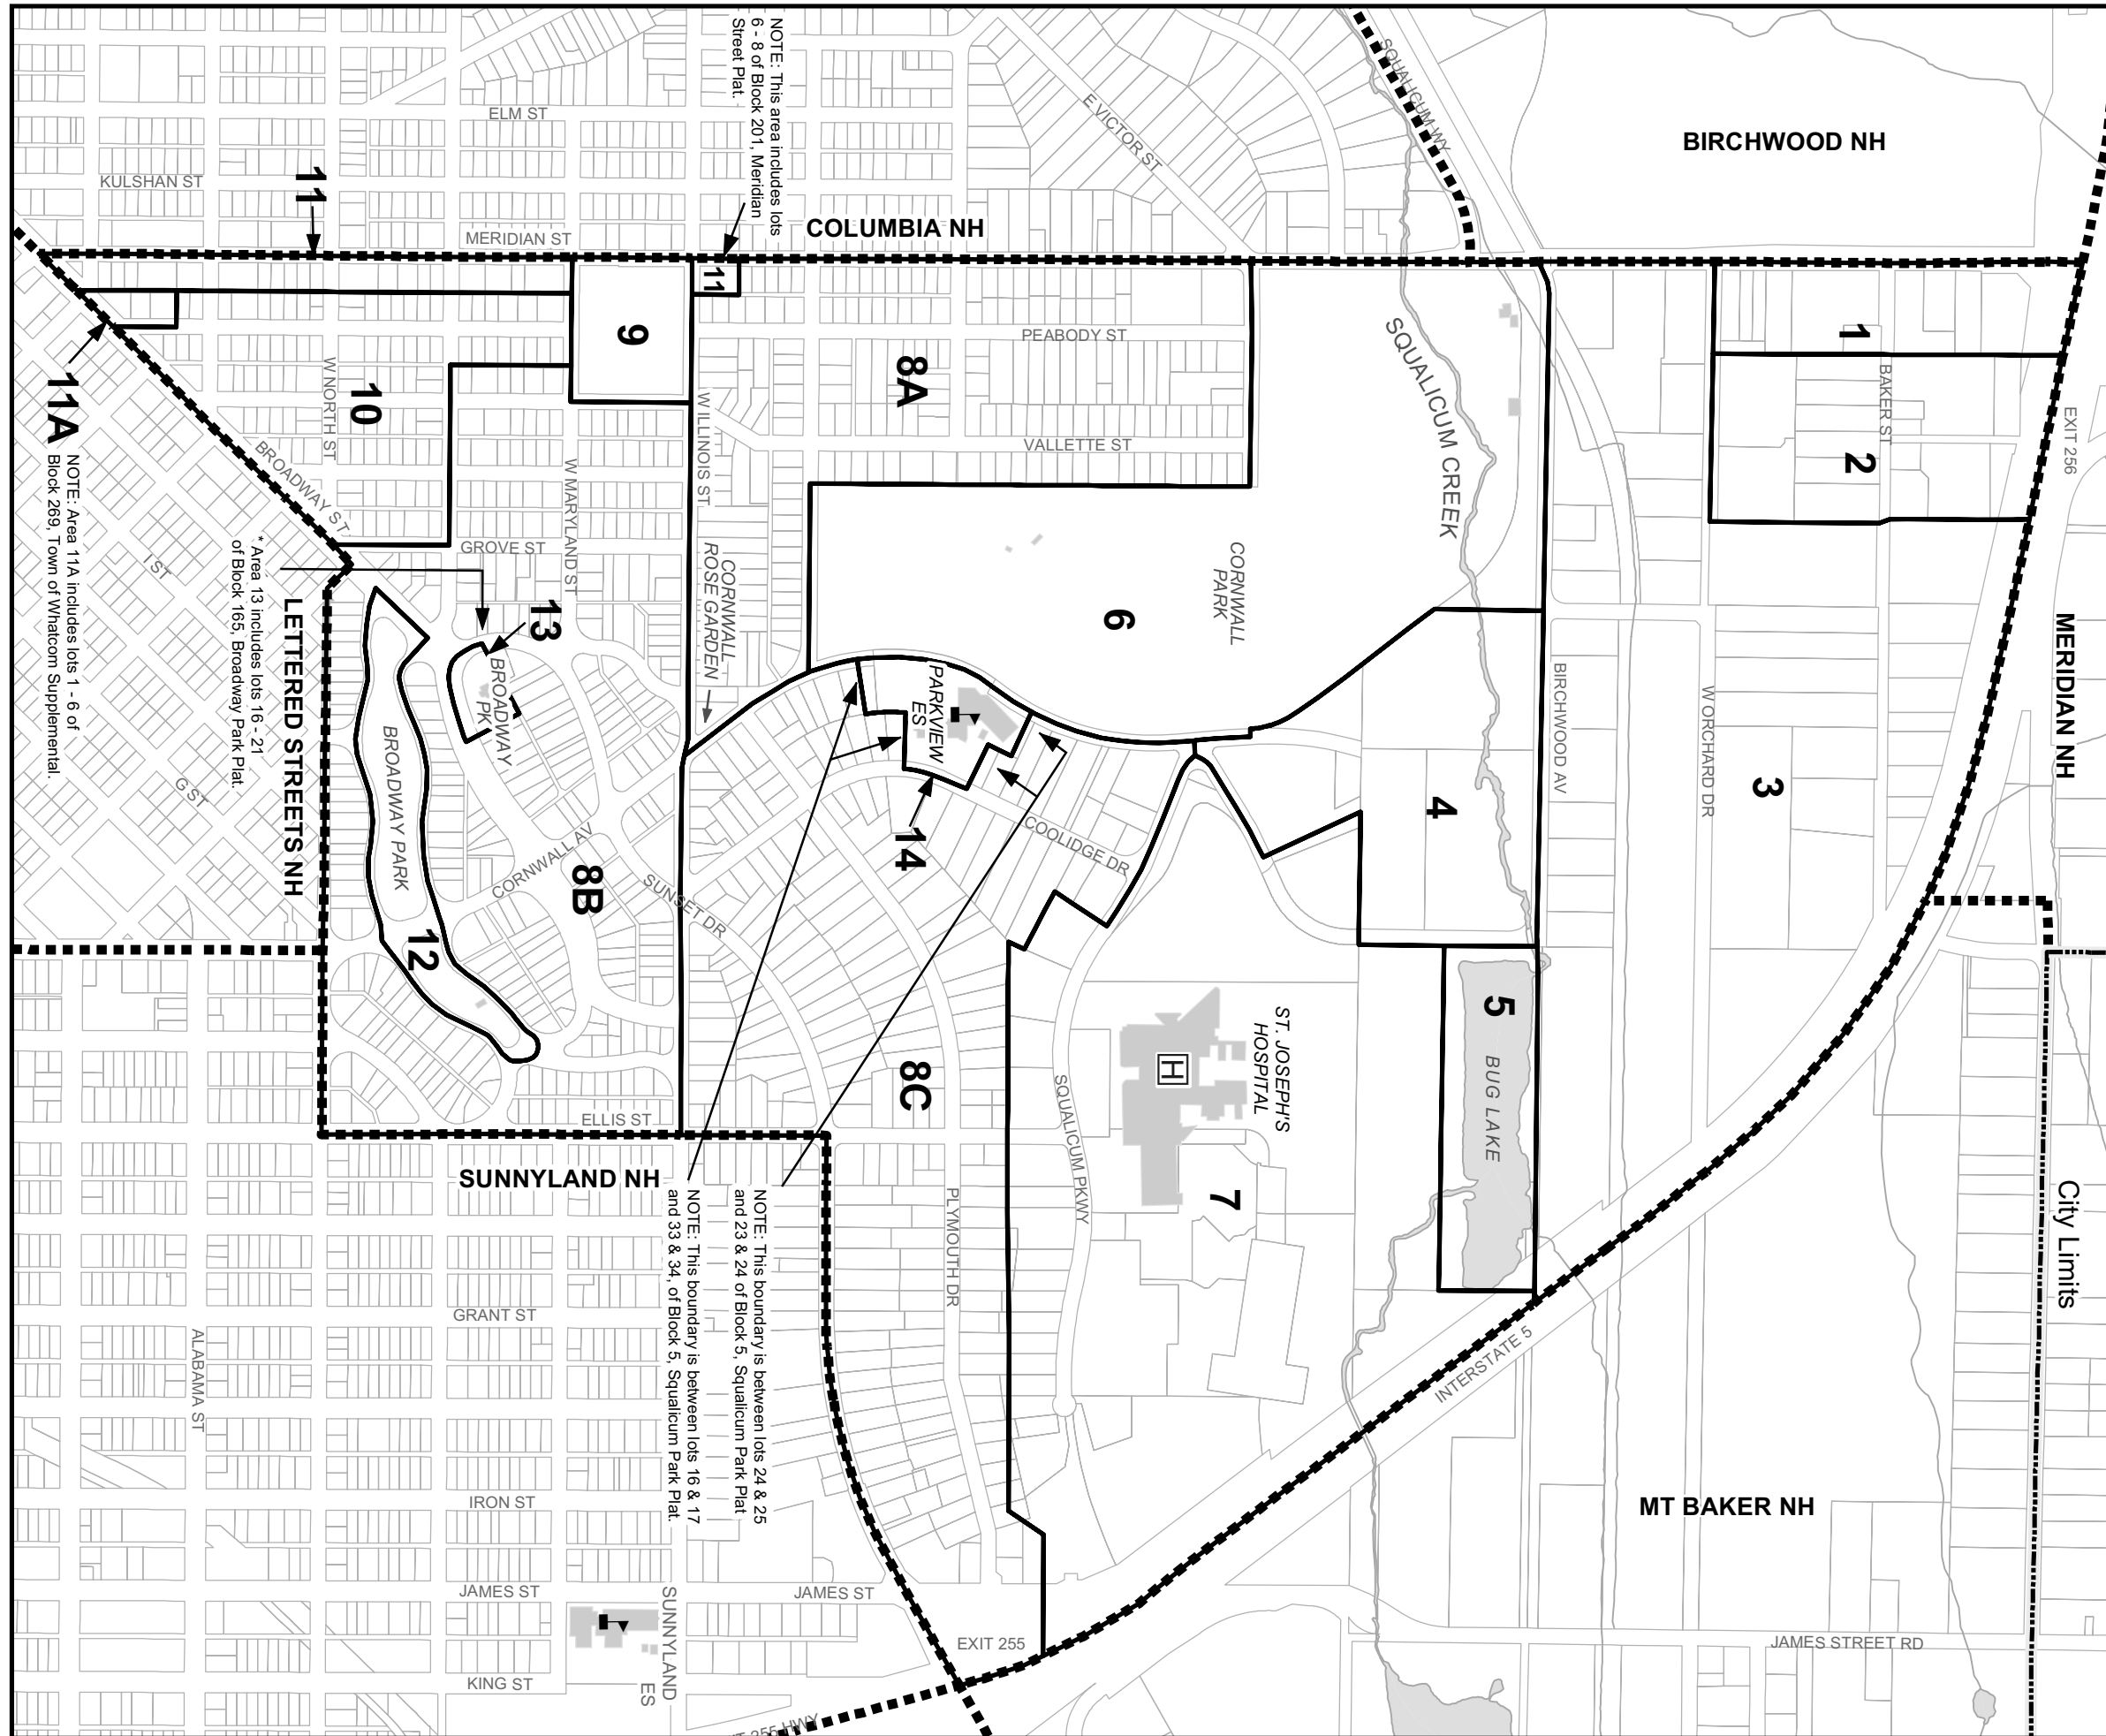 NOTE: This area includes lots
6 - 8 of Block 201, Meridian
Street Plat.
ELM ST
E VICTOR ST
SQUALICUM WY
BIRCHWOOD NH
KULSHAN ST
11
MERIDIAN ST
COLUMBIA NH
11
9
PEABODY ST
8A
SQUALICUM CREEK
1
BAKER ST
2
EXIT 256
W NORTH ST
10
11A
NOTE: Area 11A includes lots 1 - 6 of
Block 269, Town of Whatcom Supplemental.
BROADWAY ST
W MARYLAND ST
W ILLINOIS ST
VALLETTE ST
GROVE ST
* Area 13 includes lots 16 - 21
of Block 165, Broadway Park Plat.
I ST
G ST
LETTERED STREETS NH
13
BROADWAY
PK
CORNWALL
ROSE GARDEN
CORNWALL
PARK
6
PARKVIEW
ES
BIRCHWOOD AV
W ORCHARD DR
MERIDIAN NH
3
4
BROADWAY PARK
CORNWALL AV
8B
SUNSET DR
14
COOLIDGE DR
12
5
BUG LAKE
ST. JOSEPH'S
HOSPITAL
H
8C
SQUALICUM PKWY
ELLIS ST
SUNNYLAND NH
7
City Limits
NOTE: This boundary is between lots 24 & 25
and 23 & 24 of Block 5, Squalicum Park Plat
NOTE: This boundary is between lots 16 & 17
and 33 & 34, of Block 5, Squalicum Park Plat.
PLYMOUTH DR
GRANT ST
ALABAMA ST
INTERSTATE 5
IRON ST
MT BAKER NH
JAMES ST
JAMES ST
SUNNYLAND
ES
EXIT 255
JAMES STREET RD
KING ST
255 HWY